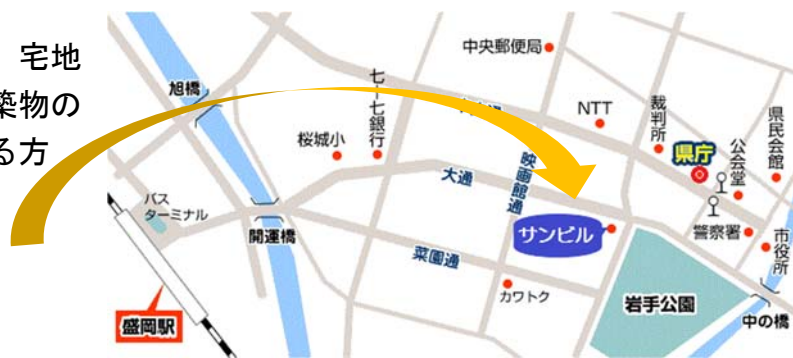 宅地
築物の
る方
中央郵便局
旭橋
七十七銀行
NTT
裁判所
県民会館
桜城小
県庁
公会堂
大通
映画館通
バス
ターミナル
開運橋
サンビル
警察署
市役所
菜園通
カワトク
岩手公園
盛岡駅
中の橋